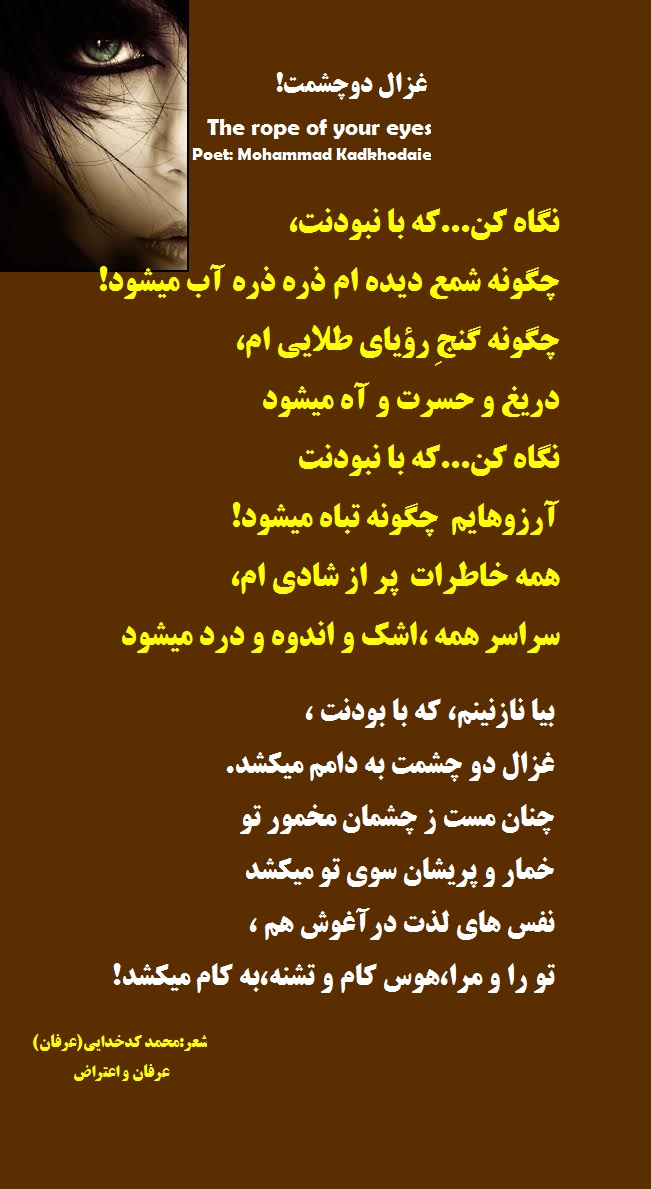 غزال دوچشمت!
The rope of your eyes
Poet: Mohammad Kadkhodaie
نگاه کن...که با نبودنت،
چگونه شمع دیده ام ذره ذره آب میشود!
چگونه گنجِ رؤیای طلایی ام،
دریغ و حسرت و آه میشود
نگاه کن...که با نبودنت
آرزوهایم چگونه تباه میشود!
همه خاطرات پر از شادی ام،
سراسر همه ،اشک و اندوه و درد میشود
بیا نازنینم، که با بودنت ،
غزال دو چشمت به دامم میکشد.
چنان مست ز چشمان مخمور تو
خمار و پریشان سوی تو میکشد
نفس های لذت درآغوش هم ،
تو را و مرا،هوس کام و تشنه،به کام میکشد!
شعر:محمد کدخدایی(عرفان)
عرفان و اعتراض